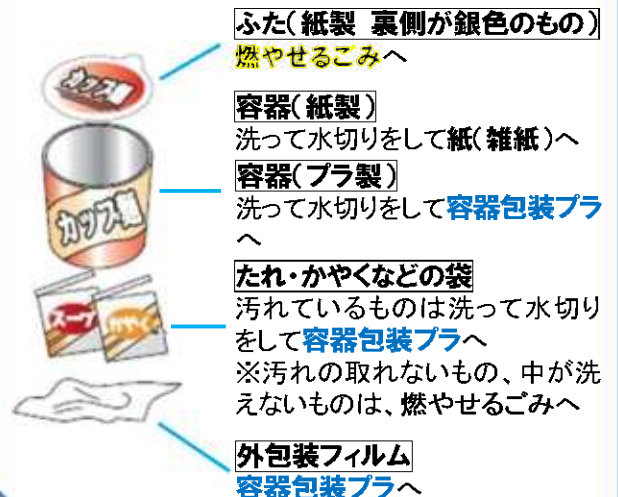 ふた(紙製 裏側が銀色のもの)
燃やせるごみへ
カップ麺
容器(紙製)
洗って水切りをして紙(雑紙)へ
容器(プラ製)
洗って水切りをして容器包装プラ
へ
カップ麺
たれ・かやくなどの袋
汚れているものは洗って水切り
をして容器包装プラへ
※汚れの取れないもの、中が洗
えないものは、燃やせるごみへ
スープ
かやく
外包装フィルム
容器包装プラへ